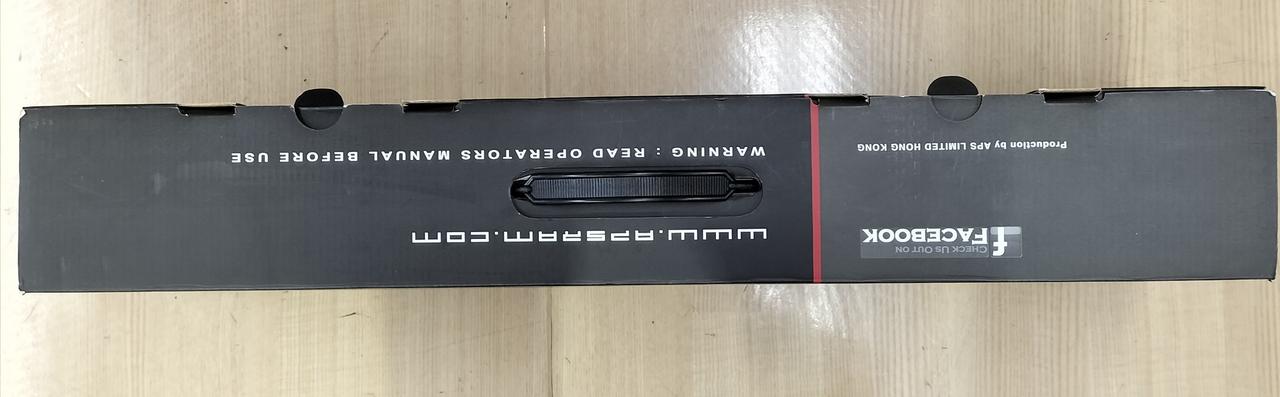 CHECK US OUT ON
FACEBOOK
Production by APS LIMITED HONG KONG
www.APSRAM.com
WARNING : READ OPERATORS MANUAL BEFORE USE